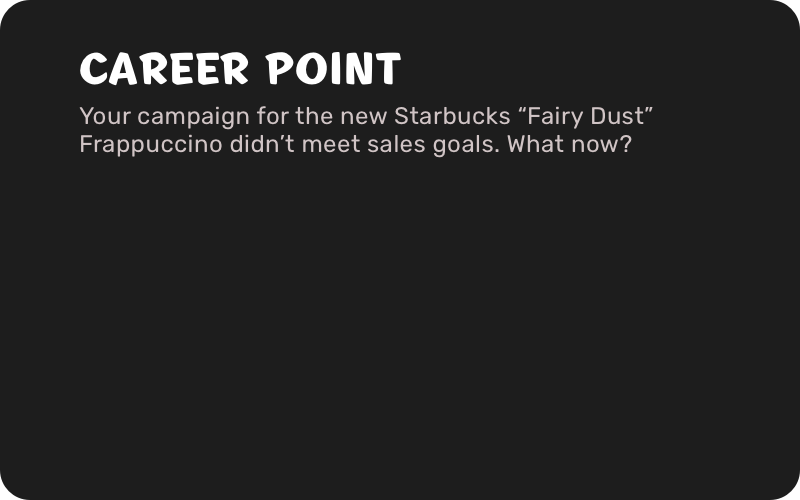 CAREER POINT
Your campaign for the new Starbucks “Fairy Dust”
Frappuccino didn’t meet sales goals. What now?